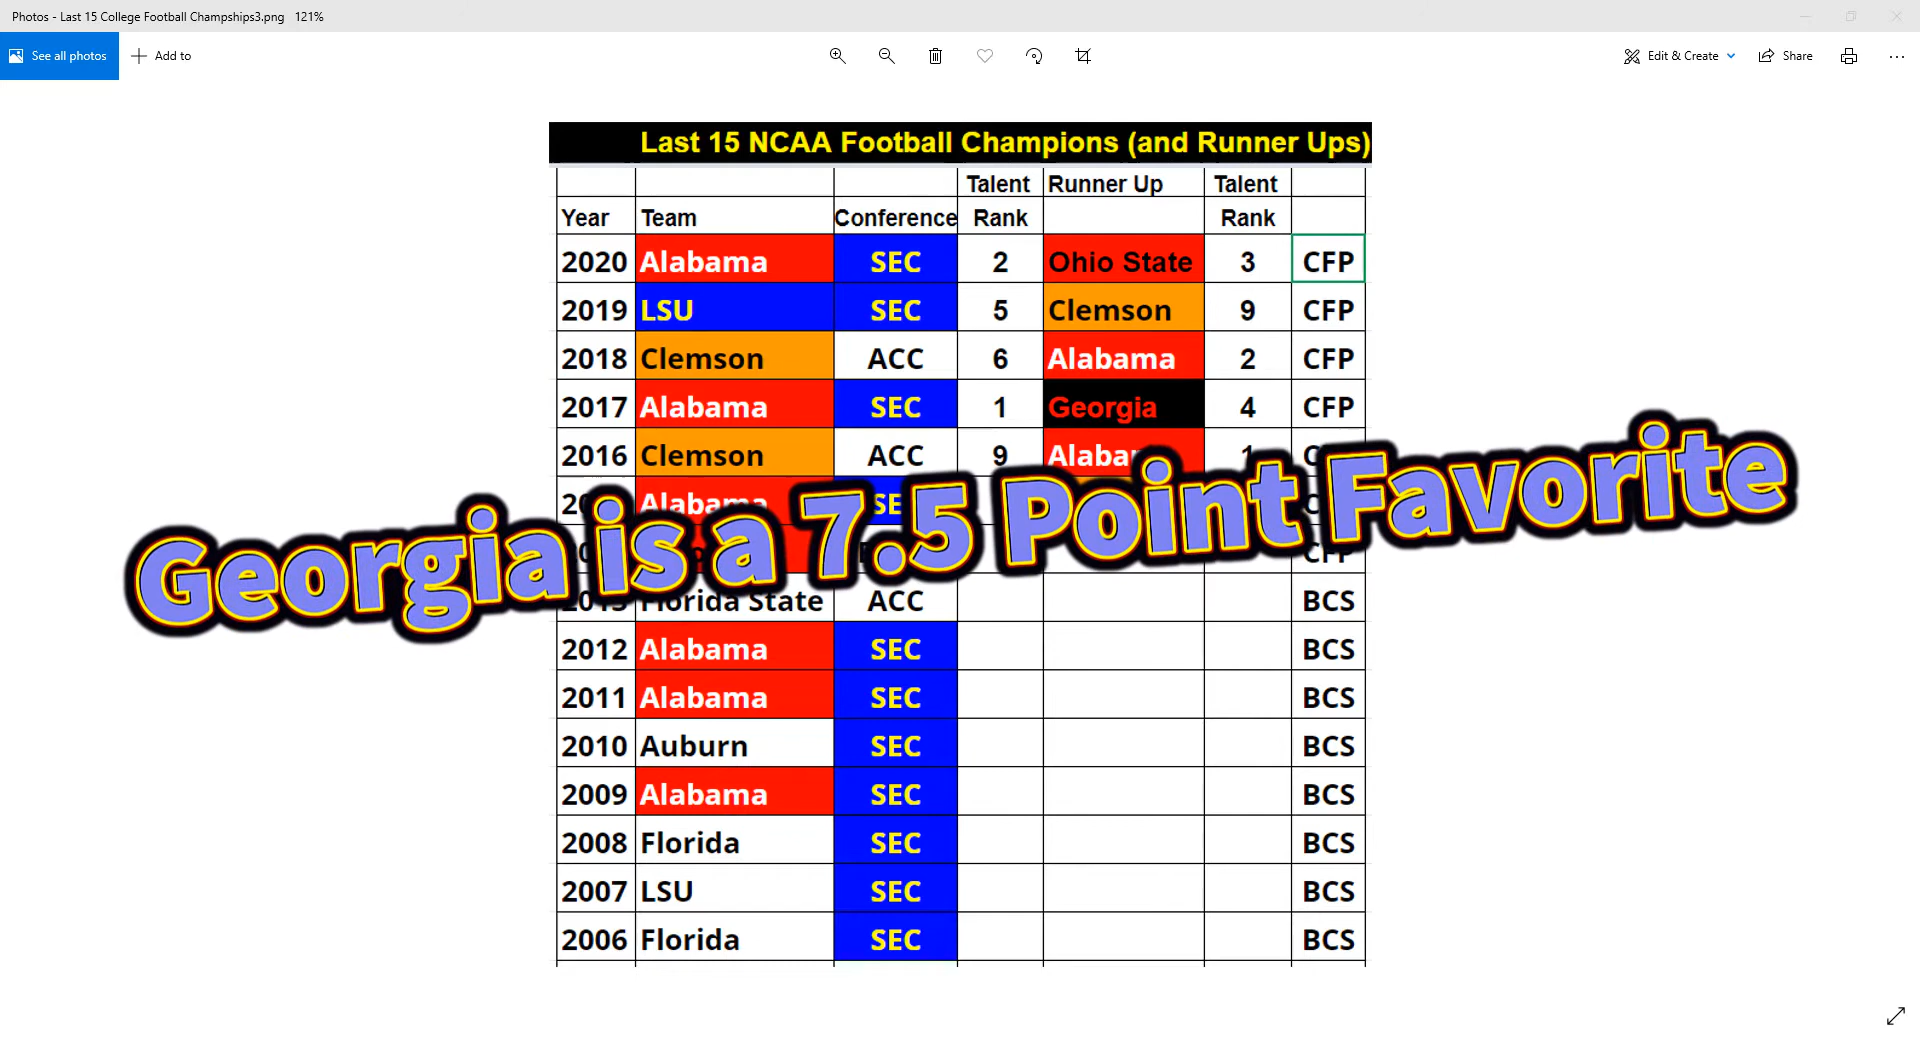 Photos - Last 15 College Football Champships3.png 121%
See all photos Add to Edit & Create Share
Last 15 NCAA Football Champions (and Runner Ups)
Talent Runner Up Talent
Year Team Conference Rank Rank
2020 Alabama SEC 2 Ohio State 3 CFP
2019 LSU SEC 5 Clemson 9 CFP
2018 Clemson ACC 6 Alabama 2 CFP
2017 Alabama SEC 1 Georgia 4 CFP
2016 Clemson ACC 9
Georgia is a 7.5 Point Favorite
Florida State ACC BCS
2012 Alabama SEC BCS
2011 Alabama SEC BCS
2010 Auburn SEC BCS
2009 Alabama SEC BCS
2008 Florida SEC BCS
2007 LSU SEC BCS
2006 Florida SEC BCS